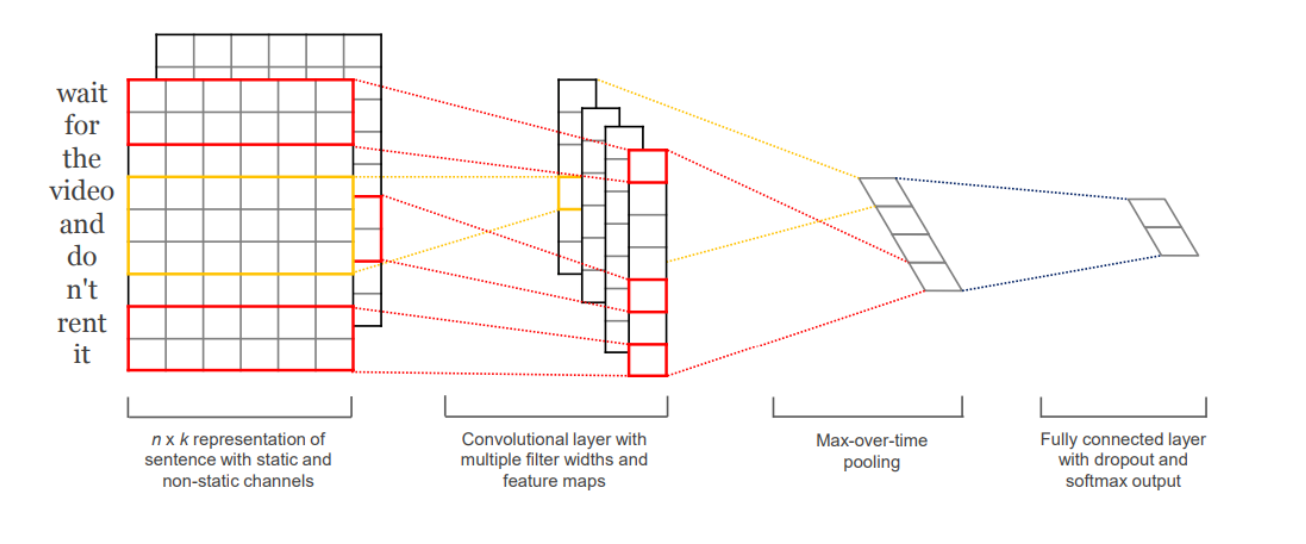 wait
for
the
video
and
do
n't
rent
it
n x k representation of
sentence with static and
non-static channels
Convolutional layer with
multiple filter widths and
feature maps
Max-over-time
pooling
Fully connected layer
with dropout and
softmax output